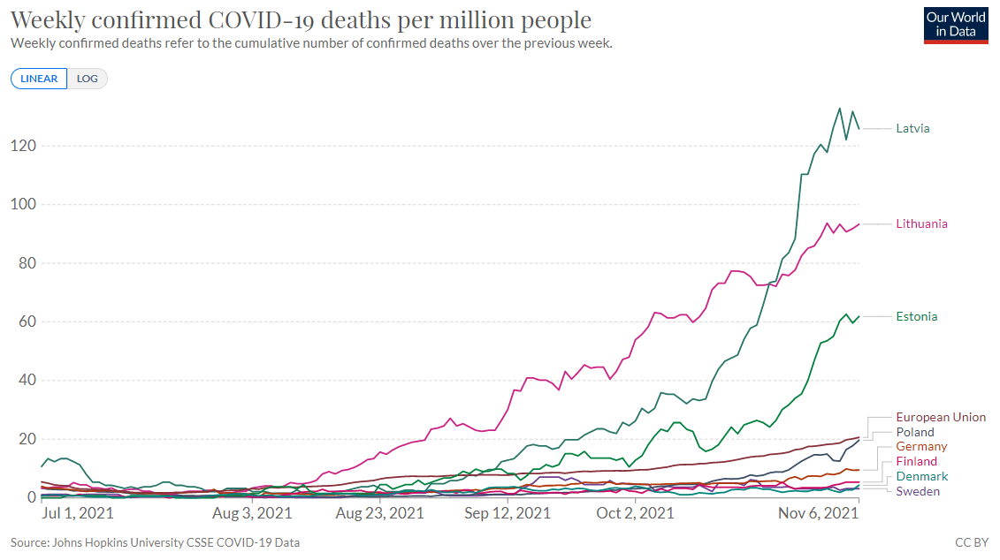 Weekly confirmed COVID-19 deaths per million people
Weekly confirmed deaths refer to the cumulative number of confirmed deaths over the previous week.
Our World
in Data
LINEAR
LOG
120
100
80
60
40
20
0
Latvia
Lithuania
Estonia
European Union
Poland
Germany
Finland
Denmark
Sweden
Jul 1, 2021
Aug 3, 2021
Aug 23, 2021
Sep 12, 2021
Oct 2, 2021
Nov 6, 2021
Source: Johns Hopkins University CSSE COVID-19 Data
CC BY